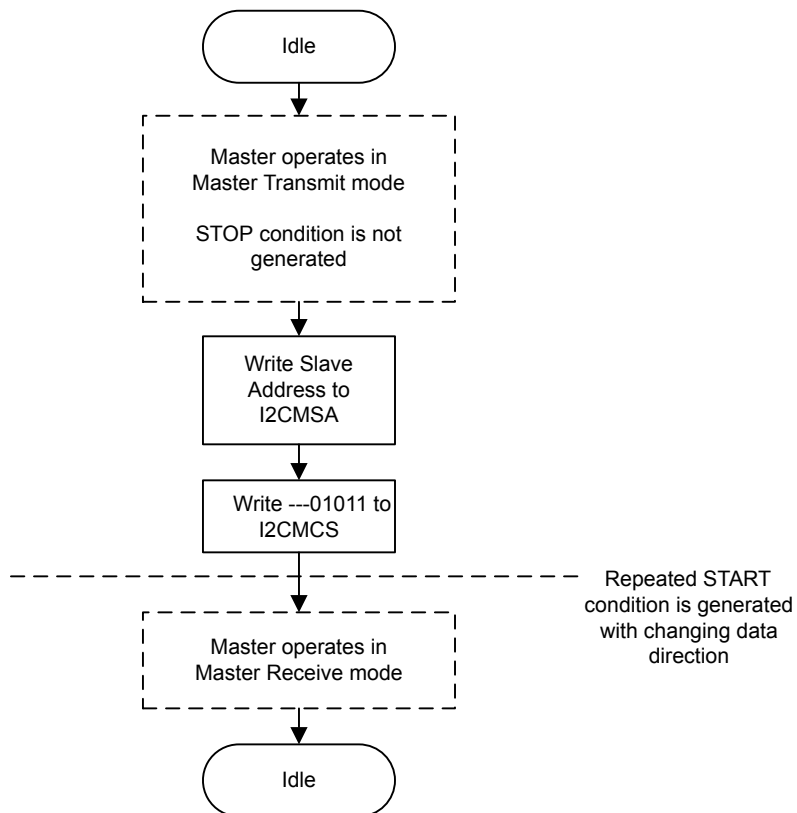 Idle
Master operates in
Master Transmit mode
STOP condition is not
generated
Write Slave
Address to
I2CMSA
Write ---01011 to
I2CMCS
Repeated START
condition is generated
with changing data
direction
Master operates in
Master Receive mode
Idle